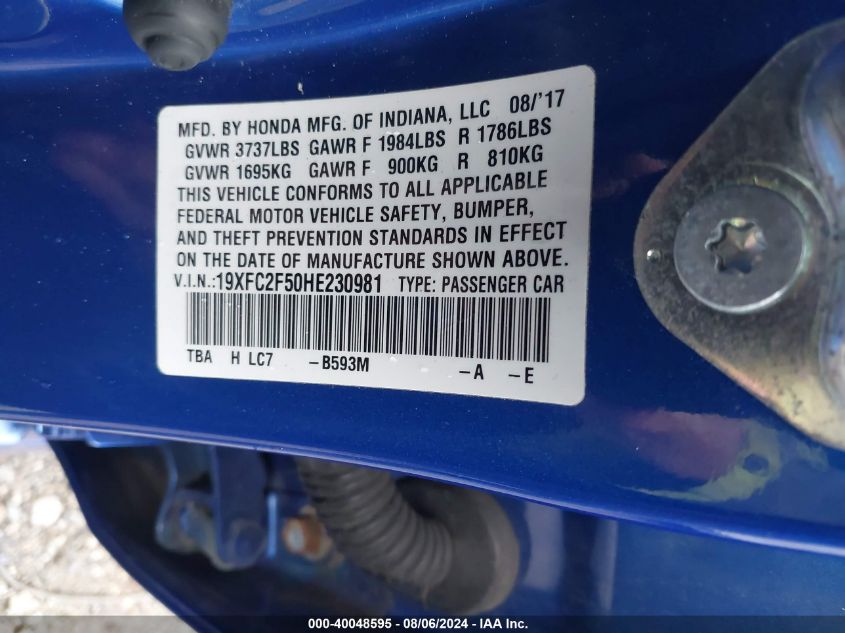 MFD. BY HONDA MFG. OF INDIANA, LLC 08/'17
GVWR 3737LBS GAWR F 1984LBS R 1786LBS
GVWR 1695KG GAWR F 900KG R 810KG
THIS VEHICLE CONFORMS TO ALL APPLICABLE
FEDERAL MOTOR VEHICLE SAFETY, BUMPER,
AND THEFT PREVENTION STANDARDS IN EFFECT
ON THE DATE OF MANUFACTURE SHOWN ABOVE.
V.I.N.:19XFC2F50HE230981 TYPE: PASSENGER CAR
TBA H LC7 -B593M -A -E
000-40048595 - 08/06/2024 - IAA Inc.